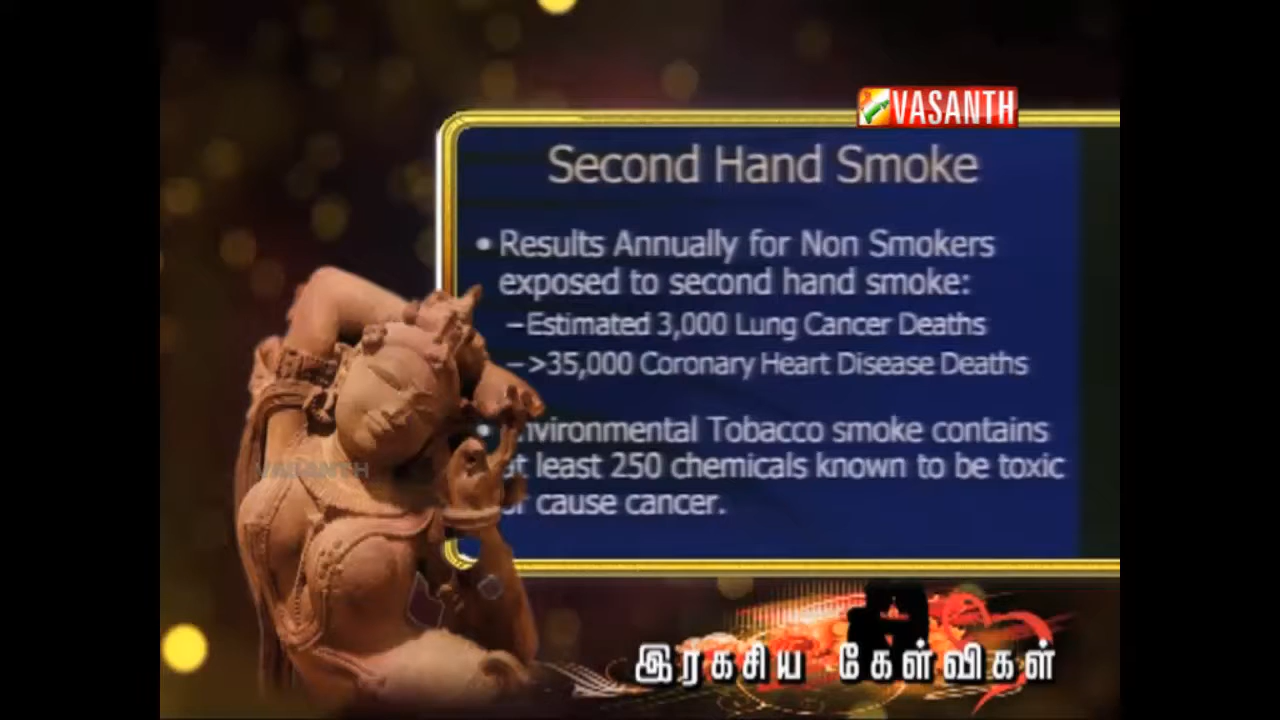 VASANTH
Second Hand Smoke
• Results Annually for Non Smokers
exposed to second hand smoke:
–Estimated 3,000 Lung Cancer Deaths
–>35,000 Coronary Heart Disease Deaths
• nvironmental Tobacco smoke contains
at least 250 chemicals known to be toxic
or cause cancer.
VASANTH
இரகசிய கேள்விகள்